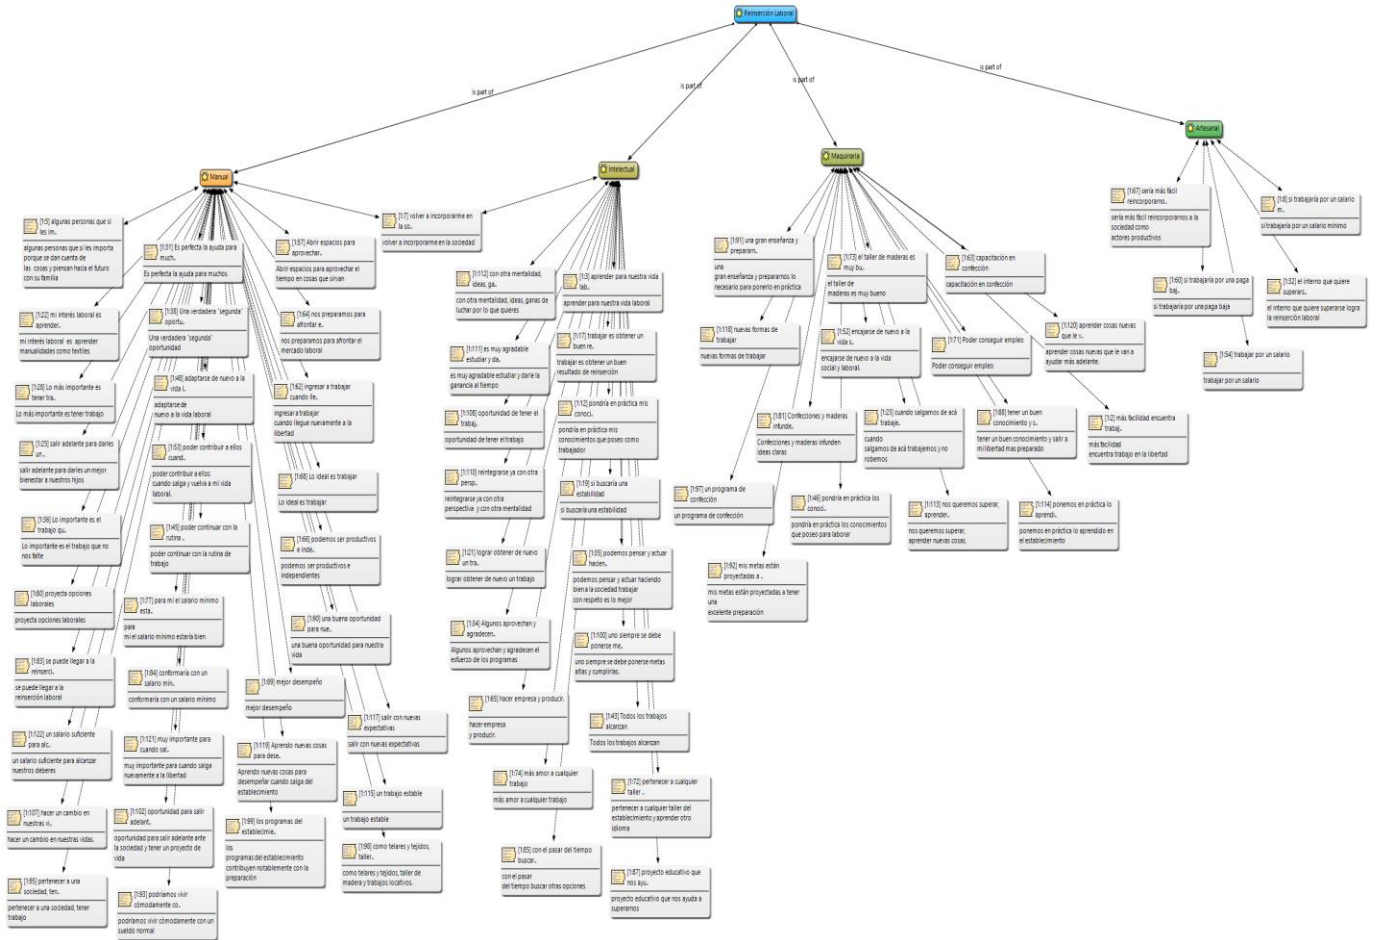 Reinserción Laboral
is part of
is part of
is part of
is part of
Manual
Intelectual
Maquinaria
Artesanal
[1:5] algunas personas que si
les im..
algunas personas que si les importa
porque se dan cuenta de
las cosas y piensan hacia el futuro
con su familia
[1:22] mi interés laboral es
aprender.
mi interés laboral es aprender
manualidades como textiles
[1:28] Lo más importante es
tener tra..
Lo más importante es tener trabajo
[1:25] salir adelante para darles
un ..
salir adelante para darles un mejor
bienestar a nuestros hijos
[1:36] Lo importante es el
trabajo qu..
Lo importante es el trabajo que no
nos falte
[1:80] proyecta opciones
laborales
proyecta opciones laborales
[1:83] se puede llegar a la
reinserci..
se puede llegar a la
reinserción laboral
[1:122] un salario suficiente
para alc..
un salario suficiente para alcanzar
nuestros deberes
[1:107] hacer un cambio en
nuestras vi..
hacer un cambio en nuestras vidas.
[1:95] pertenecer a una
sociedad, ten..
pertenecer a una sociedad, tener
trabajo
[1:31] Es perfecta la ayuda para
much..
Es perfecta la ayuda para muchos
[1:38] Una verdadera "segunda"
oportu..
Una verdadera "segunda"
oportunidad
[1:48] adaptarse de nuevo a la
vida l..
adaptarse de
nuevo a la vida laboral
[1:53] poder contribuir a ellos
cuand..
poder contribuir a ellos
cuando salga y vuelva a mi vida
laboral.
[1:45] poder continuar con la
rutina ..
poder continuar con la rutina de
trabajo
[1:77] para mí el salario mínimo
esta..
para
mí el salario mínimo estaría bien
[1:84] conformaría con un
salario mín..
conformaría con un salario mínimo
[1:121] muy importante para
cuando sal..
muy importante para cuando salga
nuevamente a la libertad
[1:102] oportunidad para salir
adelant..
oportunidad para salir adelante ante
la sociedad y tener un proyecto de
vida
[1:93] podríamos vivir
cómodamente co..
podríamos vivir cómodamente con un
sueldo normal
[1:57] Abrir espacios para
aprovechar..
Abrir espacios para aprovechar el
tiempo en cosas que sirvan
[1:64] nos preparamos para
afrontar e..
nos preparamos para afrontar el
mercado laboral
[1:62] ingresar a trabajar
cuando lle..
ingresar a trabajar
cuando llegue nuevamente a la
libertad
[1:68] Lo ideal es trabajar
Lo ideal es trabajar
[1:66] podemos ser productivos
e inde..
podemos ser productivos e
independientes
[1:90] una buena oportunidad
para nue..
una buena oportunidad para nuestra
vida
[1:89] mejor desempeño
mejor desempeño
[1:117] salir con nuevas
expectativas
salir con nuevas expectativas
[1:119] Aprendo nuevas cosas
para dese..
Aprendo nuevas cosas para
desempeñar cuando salga del
establecimiento
[1:115] un trabajo estable
un trabajo estable
[1:99] los programas del
establecimie..
los
programas del establecimiento
contribuyen notablemente con la
preparación
[1:98] como telares y tejidos,
taller..
como telares y tejidos, taller de
madera y trabajos locativos.
[1:7] volver a incorporarme en
la so..
volver a incorporarme en la sociedad
[1:112] con otra mentalidad,
ideas, ga..
con otra mentalidad, ideas, ganas de
luchar por lo que quieres
[1:111] es muy agradable
estudiar y da..
es muy agradable estudiar y darle la
ganancia al tiempo
[1:108] oportunidad de tener el
trabaj..
oportunidad de tener el trabajo
[1:110] reintegrarse ya con otra
persp..
reintegrarse ya con otra
perspectiva y con otra mentalidad
[1:21] lograr obtener de nuevo
un tra..
lograr obtener de nuevo un trabajo
[1:34] Algunos aprovechan y
agradecen..
Algunos aprovechan y agradecen el
esfuerzo de los programas
[1:65] hacer empresa y producir.
hacer empresa
y producir.
[1:74] más amor a cualquier
trabajo
más amor a cualquier trabajo
[1:85] con el pasar del tiempo
buscar..
con el pasar
del tiempo buscar otras opciones
[1:3] aprender para nuestra vida
lab..
aprender para nuestra vida laboral
[1:17] trabajar es obtener un
buen re..
trabajar es obtener un buen
resultado de reinserción
[1:12] pondría en práctica mis
conoci..
pondría en práctica mis
conocimientos que poseo como
trabajador
[1:19] si buscaría una
estabilidad
si buscaría una estabilidad
[1:35] podemos pensar y actuar
hacien..
podemos pensar y actuar haciendo
bien a la sociedad trabajar
con respeto es lo mejor
[1:100] uno siempre se debe
ponerse me..
uno siempre se debe ponerse metas
altas y cumplirlas.
[1:43] Todos los trabajos
alcanzan
Todos los trabajos alcanzan
[1:72] pertenecer a cualquier
taller ..
pertenecer a cualquier taller del
establecimiento y aprender otro
idioma
[1:87] proyecto educativo que
nos ayu..
proyecto educativo que nos ayuda a
superarnos
[1:91] una gran enseñanza y
preparam..
una
gran enseñanza y prepararnos lo
necesario para ponerlo en práctica
[1:118] nuevas formas de
trabajar
nuevas formas de trabajar
[1:97] un programa de
confección
un programa de confección
[1:92] mis metas están
proyectadas a ..
mis metas están proyectadas a tener
una
excelente preparación
[1:73] el taller de maderas es
muy bu..
el taller de
maderas es muy bueno
[1:52] encajarse de nuevo a la
vida s..
encajarse de nuevo a la vida
social y laboral.
[1:81] Confecciones y maderas
infunde..
Confecciones y maderas infunden
ideas claras
[1:46] pondría en práctica los
conoci..
pondría en práctica los conocimientos
que poseo para laborar
[1:23] cuando salgamos de acá
trabaje..
cuando
salgamos de acá trabajemos y no
robemos
[1:113] nos queremos superar,
aprender..
nos queremos superar,
aprender nuevas cosas,
[1:63] capacitación en
confección
capacitación en confección
[1:71] Poder conseguir empleo
Poder conseguir empleo
[1:88] tener un buen
conocimiento y s..
tener un buen conocimiento y salir a
mi libertad mas preparado
[1:114] ponemos en práctica lo
aprendi..
ponemos en práctica lo aprendido en
el establecimiento
[1:120] aprender cosas nuevas
que le v..
aprender cosas nuevas que le van a
ayudar más adelante.
[1:2] más facilidad encuentra
trabaj..
más facilidad
encuentra trabajo en la libertad
[1:67] sería más fácil
reincorporarno..
sería más fácil reincorporarnos a la
sociedad como
actores productivos
[1:60] si trabajaría por una paga
baj..
si trabajaría por una paga baja
[1:54] trabajar por un salario
trabajar por un salario
[1:8] si trabajaría por un salario
m..
si trabajaría por un salario mínimo
[1:32] el interno que quiere
superars..
el interno que quiere superarse logra
la reinserción laboral